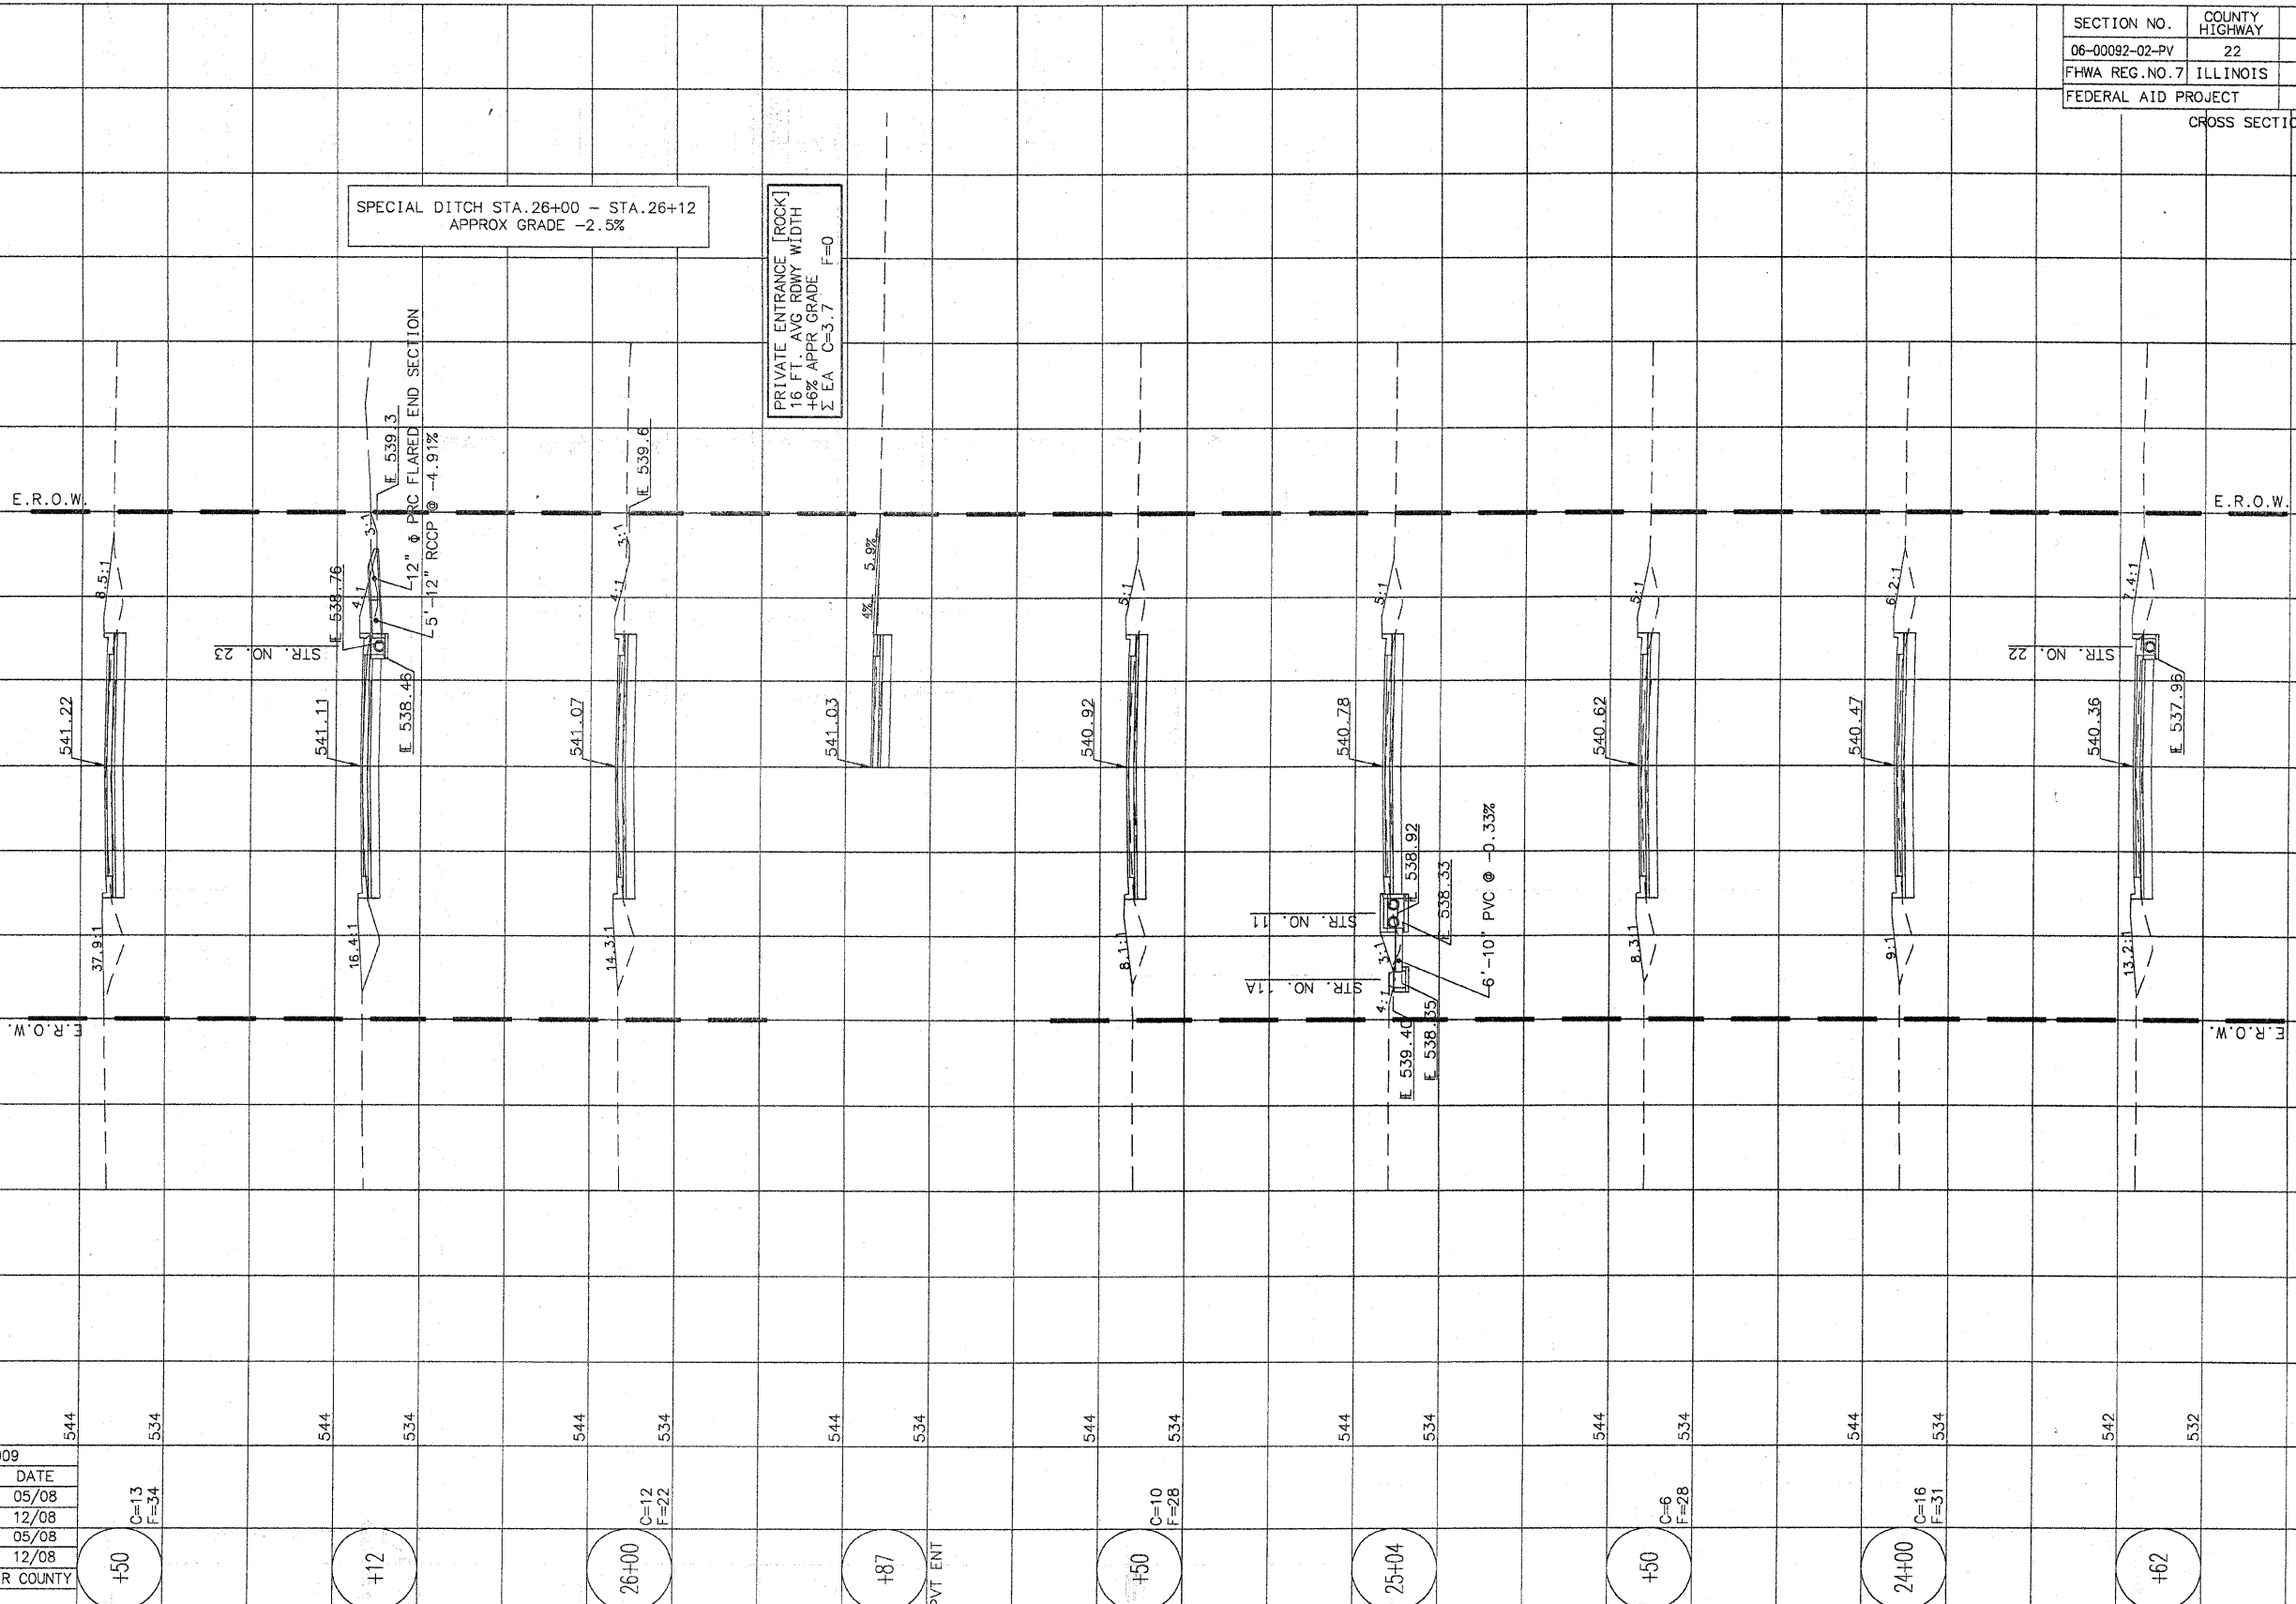 SECTION NO.
COUNTY
HIGHWAY
06-00092-02-PV
22
FHWA REG.NO.7
ILLINOIS
FEDERAL AID PROJECT
CROSS SECTIO
SPECIAL DITCH STA.26+00 - STA.26+12
APPROX GRADE -2.5%
PRIVATE ENTRANCE [ROCK]
16 FT. AVG RDWY WIDTH
+6% APPR GRADE
Σ EA C=3.7 F=0
E.R.O.W.
E.R.O.W.
E.R.O.W.
E.R.O.W.
8.5:1
541.22
37.9:1
544
534
C=13
F=34
+50
539.3
12" ϕ PRC FLARED END SECTION
5'-12" RCCP @ -4.91%
3:1
4:1
538.76
STR. NO. 23
538.46
541.11
16.4:1
544
534
+12
539.6
3:1
4:1
541.07
14.3:1
544
534
C=12
F=22
26+00
5.9%
4%
541.03
544
534
+87
PVT ENT
5:1
540.92
8.1:1
544
534
C=10
F=28
+50
5:1
540.78
538.92
538.33
6'-10" PVC @ -0.33%
STR. NO. 11
3:1
STR. NO. 11A
4:1
539.40
538.35
544
534
25+04
5:1
540.62
8.3:1
544
534
C=6
F=28
+50
6.2:1
540.47
9:1
544
534
C=16
F=31
24+00
7.4:1
STR. NO. 22
537.96
540.36
13.2:1
542
532
+62
009
DATE
05/08
12/08
05/08
12/08
R COUNTY